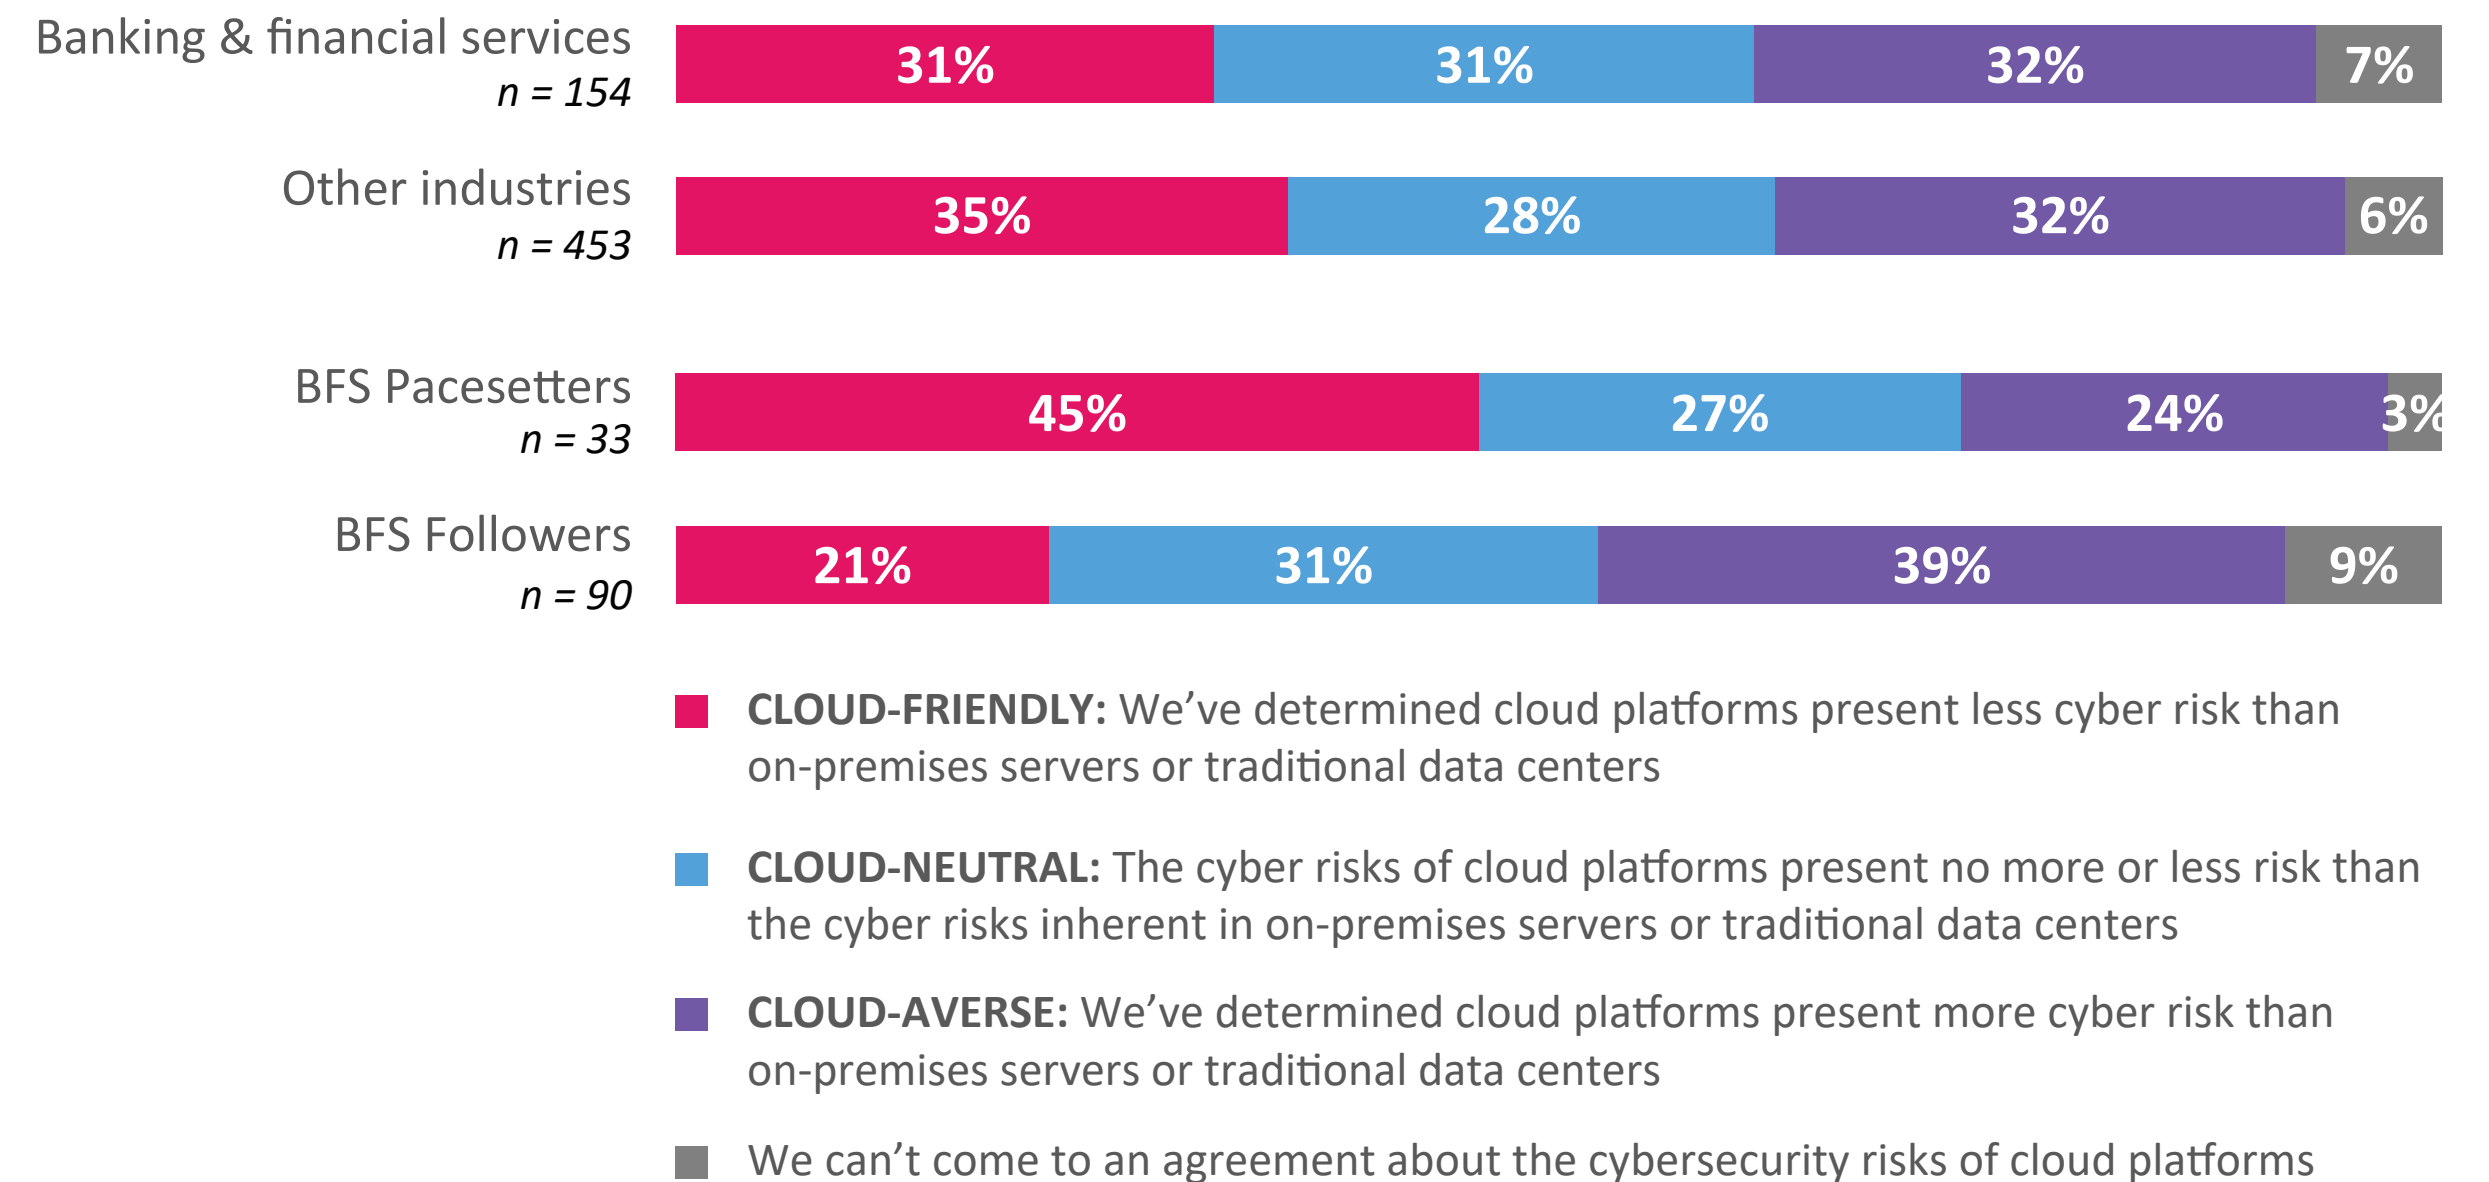 Banking & financial services
n = 154
31% 31% 32% 7%
Other industries
n = 453
35% 28% 32% 6%
BFS Pacesetters
n = 33
45% 27% 24% 3%
BFS Followers
n = 90
21% 31% 39% 9%
CLOUD-FRIENDLY: We’ve determined cloud platforms present less cyber risk than
on-premises servers or traditional data centers
CLOUD-NEUTRAL: The cyber risks of cloud platforms present no more or less risk than
the cyber risks inherent in on-premises servers or traditional data centers
CLOUD-AVERSE: We’ve determined cloud platforms present more cyber risk than
on-premises servers or traditional data centers
We can’t come to an agreement about the cybersecurity risks of cloud platforms